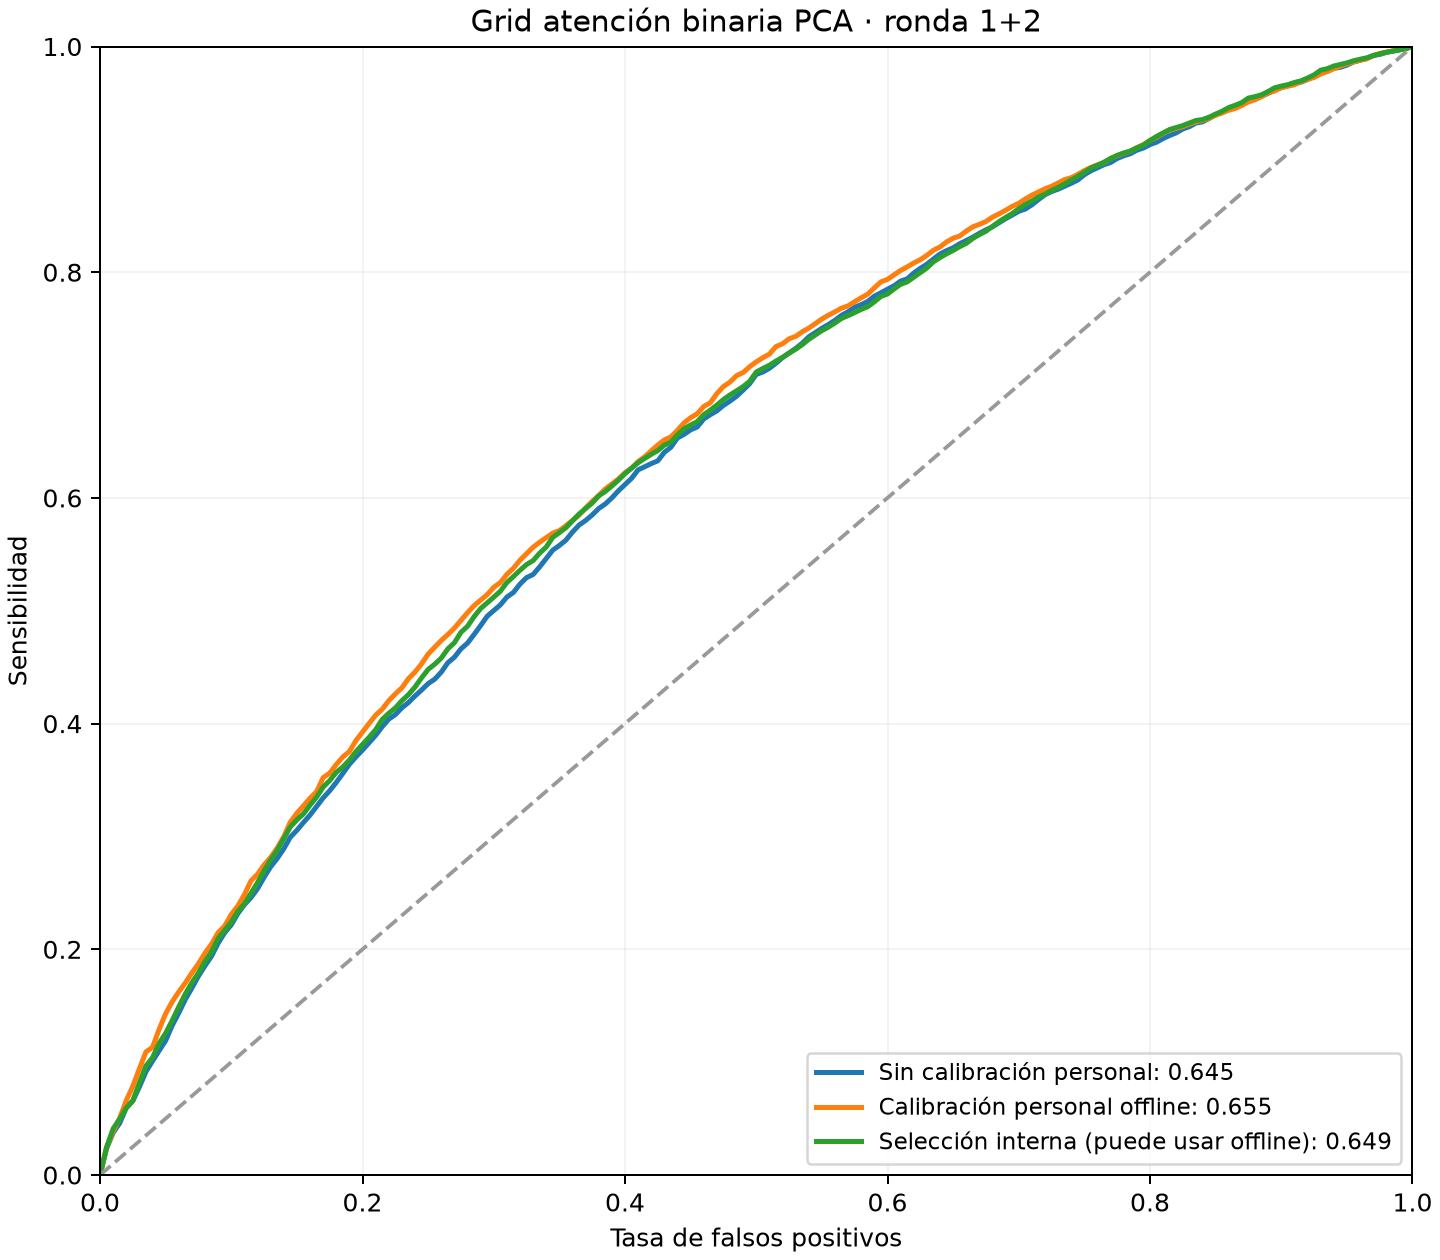 Grid atención binaria PCA · ronda 1+2
1.0
0.8
0.6
0.4
0.2
0.0
Sensibilidad
Sin calibración personal: 0.645
Calibración personal offline: 0.655
Selección interna (puede usar offline): 0.649
0.0 0.2 0.4 0.6 0.8 1.0
Tasa de falsos positivos